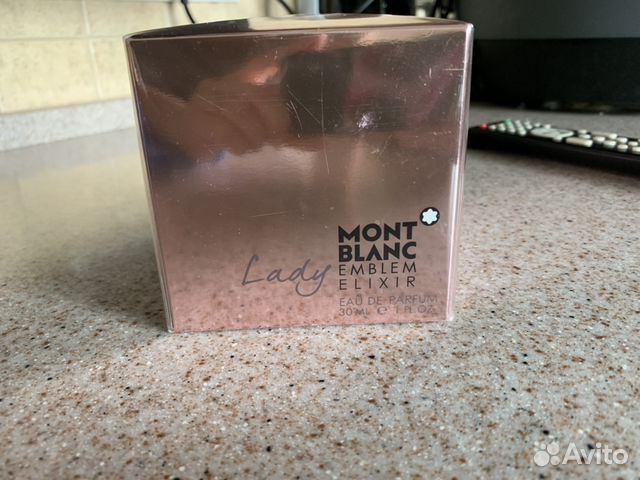 MONT
BLANC
Lady EMBLEM
ELIXIR
EAU DE PARFUM
30 ML e 1 FL OZ.
Avito